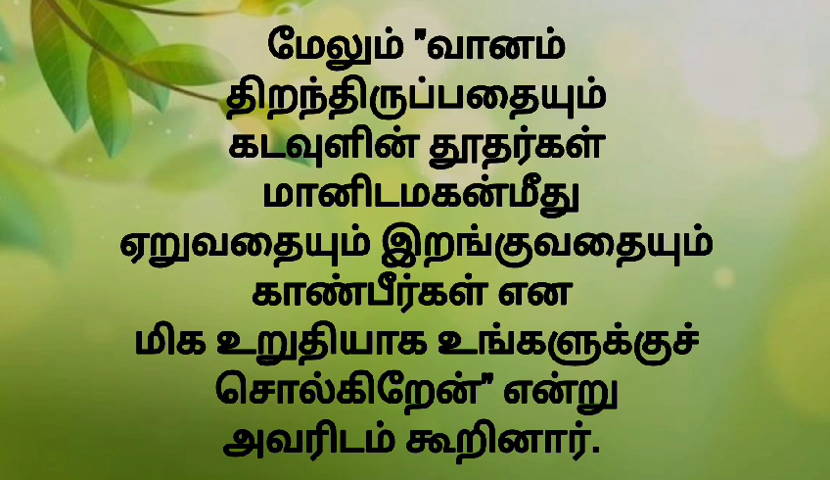 மேலும் "வானம்
திறந்திருப்பதையும்
கடவுளின் தூதர்கள்
மானிடமகன்மீது
ஏறுவதையும் இறங்குவதையும்
காண்பீர்கள் என
மிக உறுதியாக உங்களுக்குச்
சொல்கிறேன்" என்று
அவரிடம் கூறினார்.